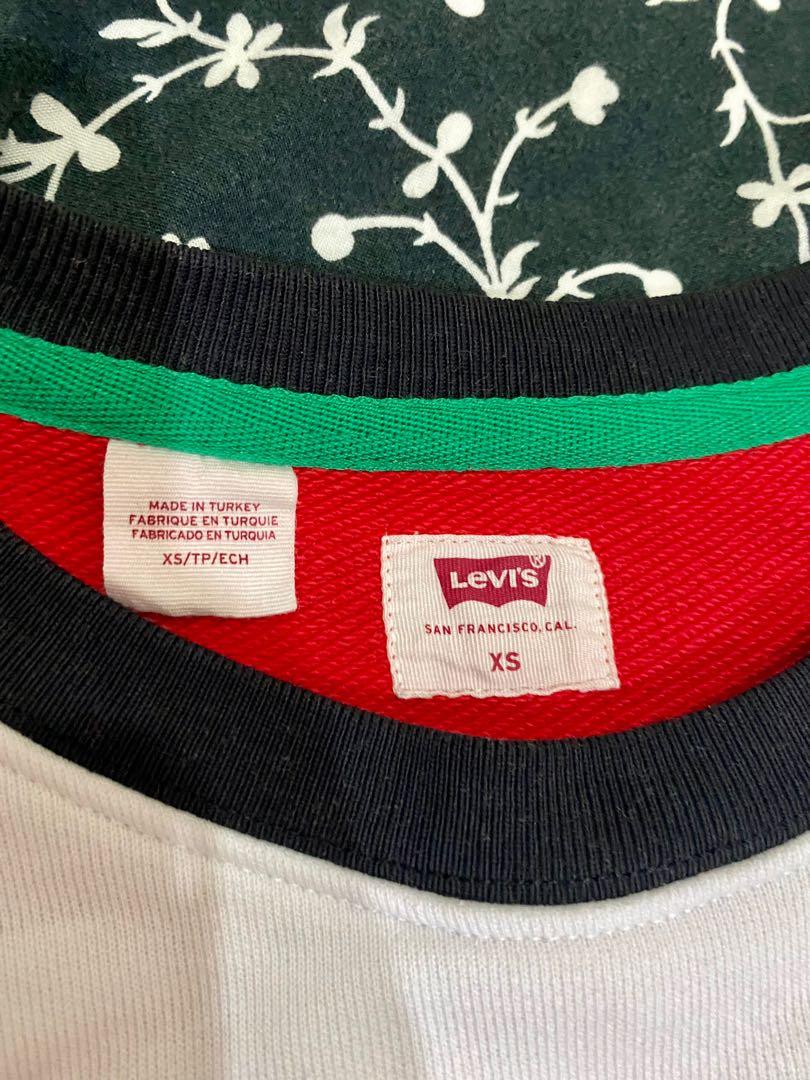 MADE IN TURKEY
FABRIQUE EN TURQUIE
FABRICADO EN TURQUIA
XS/TP/ECH
LeVI'S®
SAN FRANCISCO, CAL.
XS